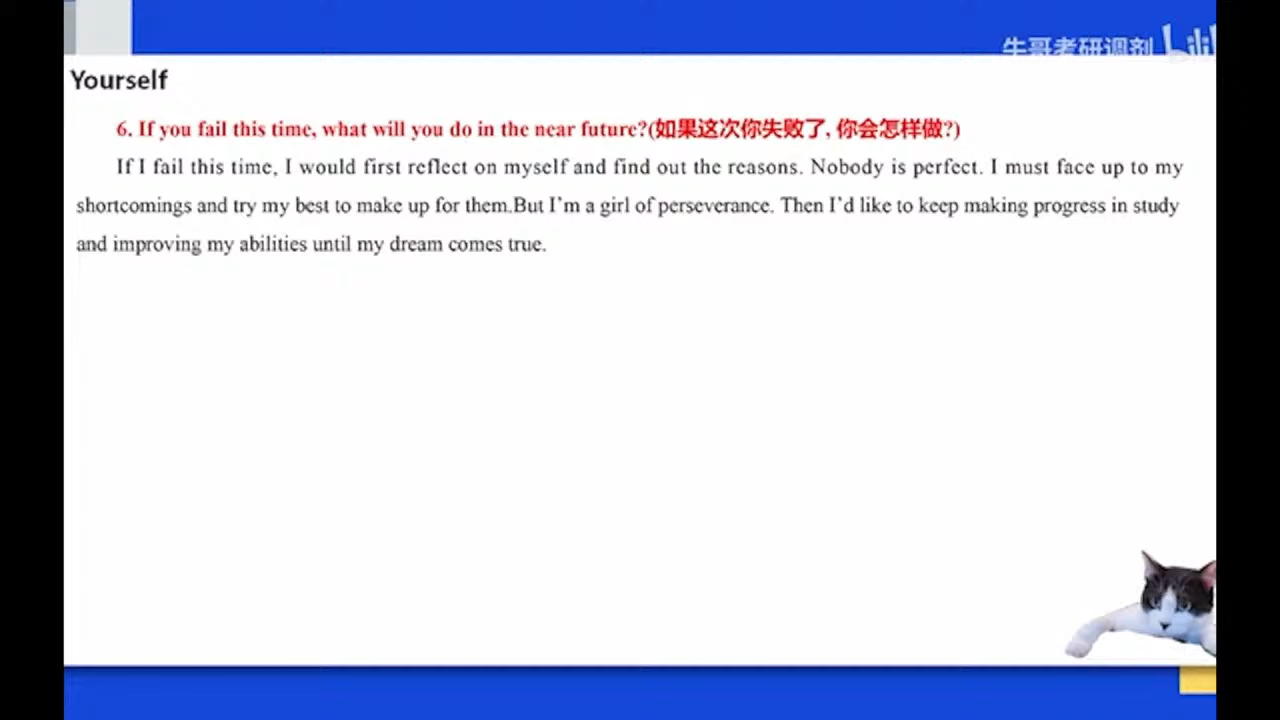 牛哥考研调剂 bili
Yourself
6. If you fail this time, what will you do in the near future?(如果这次你失败了, 你会怎样做?)
If I fail this time, I would first reflect on myself and find out the reasons. Nobody is perfect. I must face up to my
shortcomings and try my best to make up for them.But I'm a girl of perseverance. Then I'd like to keep making progress in study
and improving my abilities until my dream comes true.